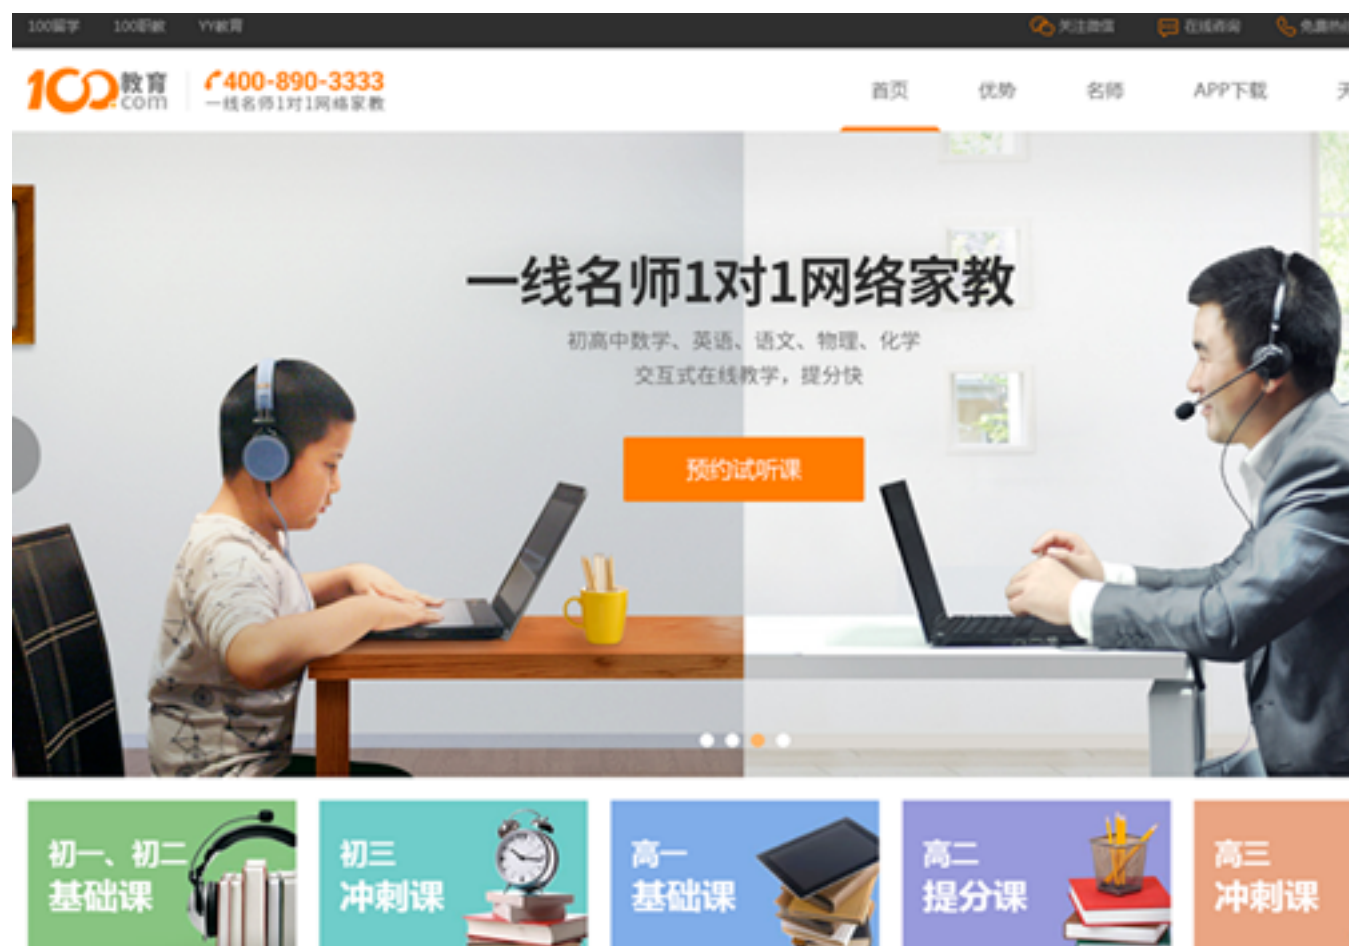 100留学 100职教 YY教育 关注微信 在线咨询 免费热
100教育 .com
400-890-3333
一线名师1对1网络家教
首页 优势 名师 APP下载
一线名师1对1网络家教
初高中数学、英语、语文、物理、化学
交互式在线教学，提分快
预约试听课
初一、初二
基础课
初三
冲刺课
高一
基础课
高二
提分课
高三
冲刺课